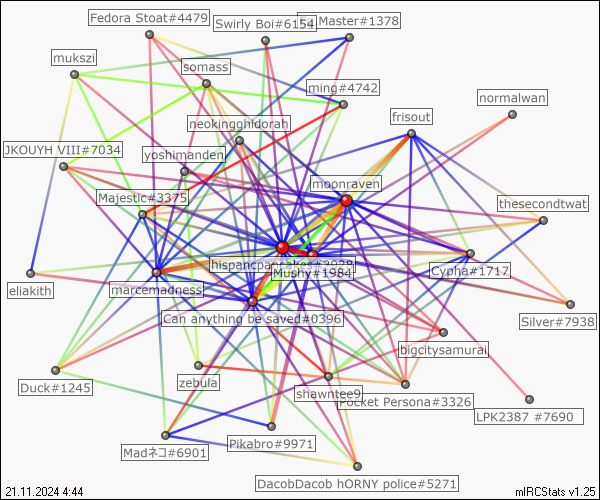 Fedora Stoat#4479
Swirly Boi#6154
Master#1378
mukszi
somass
ming#4742
normalwan
neokingghidorah
frisout
JKOUYH VIII#7034
yoshimanden
moonraven
Majestic#3375
thesecondtwat
hispancpancakes#3928
Mushy#1984
Cypha#1717
eliakith
marcemadness
Can anything be saved#0396
Silver#7938
bigcitysamurai
Duck#1245
zebula
shawntee9
Pocket Persona#3326
LPK2387 #7690
Madネコ#6901
Pikabro#9971
DacobDacob hORNY police#5271
21.11.2024 4:44
mIRCStats v1.25